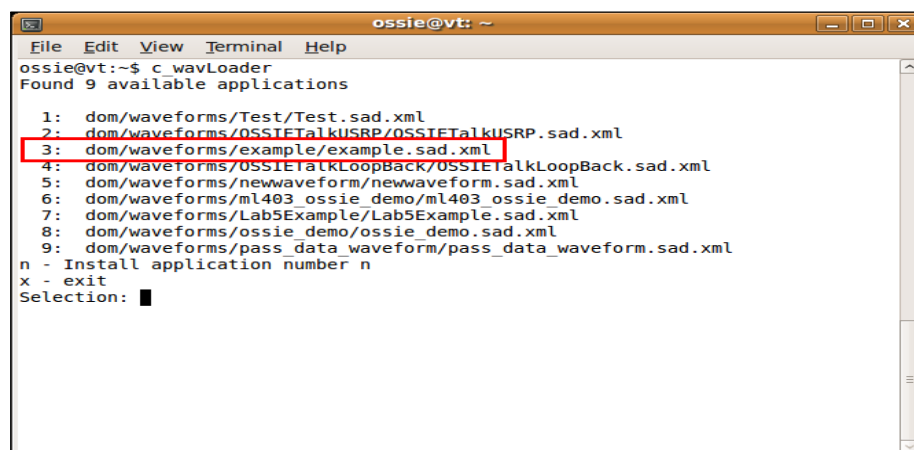 ossie@vt: ~
File Edit View Terminal Help
ossie@vt:~$ c_wavLoader
Found 9 available applications
1: dom/waveforms/Test/Test.sad.xml
2: dom/waveforms/OSSIETalkUSRP/OSSIETalkUSRP.sad.xml
3: dom/waveforms/example/example.sad.xml
4: dom/waveforms/OSSIETalkLoopBack/OSSIETalkLoopBack.sad.xml
5: dom/waveforms/newwaveform/newwaveform.sad.xml
6: dom/waveforms/ml403_ossie_demo/ml403_ossie_demo.sad.xml
7: dom/waveforms/Lab5Example/Lab5Example.sad.xml
8: dom/waveforms/ossie_demo/ossie_demo.sad.xml
9: dom/waveforms/pass_data_waveform/pass_data_waveform.sad.xml
n - Install application number n
x - exit
Selection: